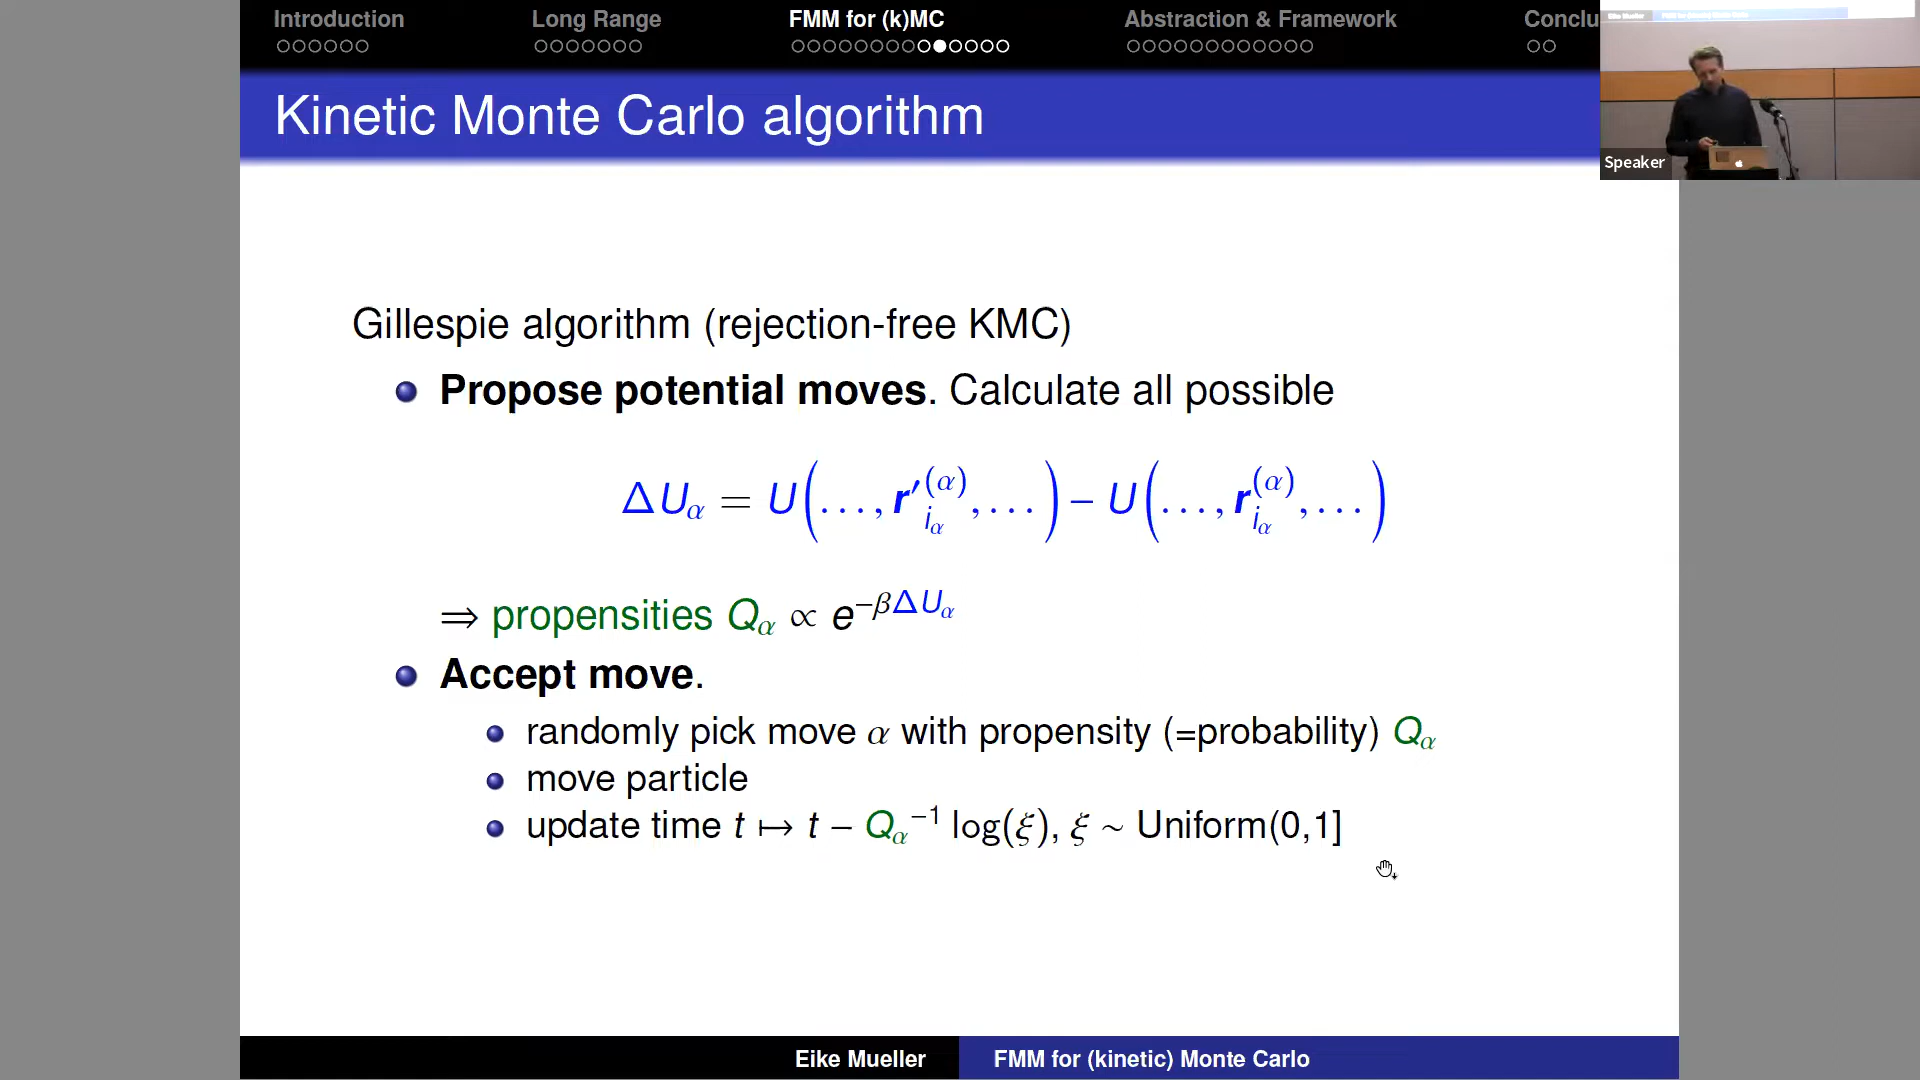 Introduction Long Range FMM for (k)MC Abstraction & Framework Conclu
Kinetic Monte Carlo algorithm
Speaker
Gillespie algorithm (rejection-free KMC)
Propose potential moves. Calculate all possible
ΔU_α = U(..., r′_{i_α}^{(α)}, ...) – U(..., r_{i_α}^{(α)}, ...)
⇒ propensities Q_α ∝ e^{–βΔU_α}
Accept move.
randomly pick move α with propensity (=probability) Q_α
move particle
update time t ↦ t – Q_α^{–1} log(ξ), ξ ~ Uniform(0,1]
Eike Mueller FMM for (kinetic) Monte Carlo